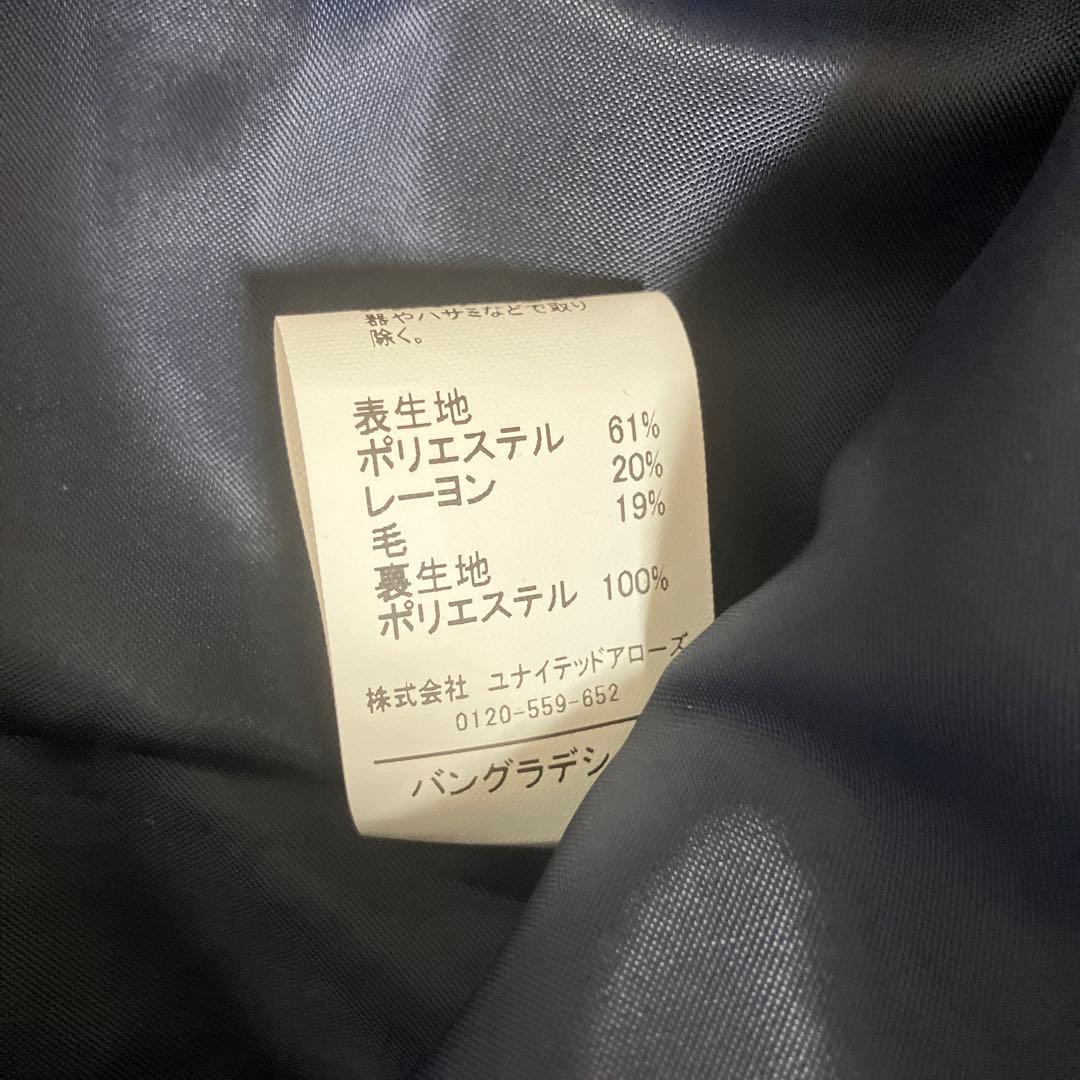 器やハサミなどで取り
除く。
表生地
ポリエステル 61%
レーヨン 20%
毛 19%
裏生地
ポリエステル 100%
株式会社 ユナイテッドアローズ
0120-559-652
バングラデシ